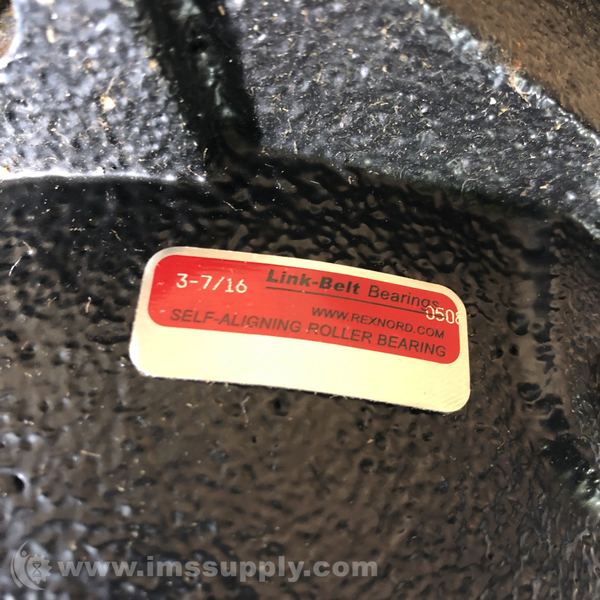 3-7/16 Link-Belt Bearings
0508
WWW.REXNORD.COM
SELF-ALIGNING ROLLER BEARING
www.imssupply.com